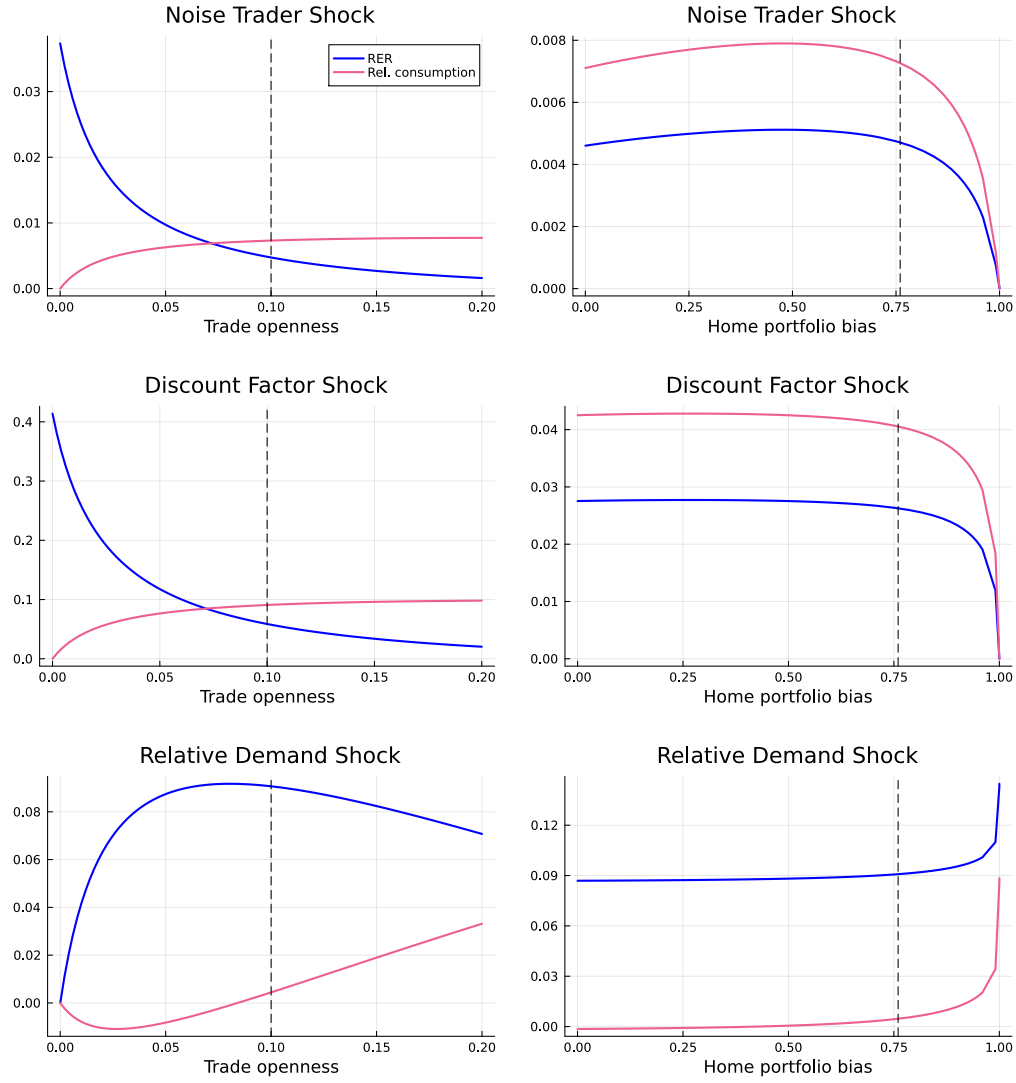 Noise Trader Shock
RER
Rel. consumption
0.03
0.02
0.01
0.00
0.00 0.05 0.10 0.15 0.20
Trade openness
Noise Trader Shock
0.008
0.006
0.004
0.002
0.000
0.00 0.25 0.50 0.75 1.00
Home portfolio bias
Discount Factor Shock
0.4
0.3
0.2
0.1
0.0
0.00 0.05 0.10 0.15 0.20
Trade openness
Discount Factor Shock
0.04
0.03
0.02
0.01
0.00
0.00 0.25 0.50 0.75 1.00
Home portfolio bias
Relative Demand Shock
0.08
0.06
0.04
0.02
0.00
0.00 0.05 0.10 0.15 0.20
Trade openness
Relative Demand Shock
0.12
0.09
0.06
0.03
0.00
0.00 0.25 0.50 0.75 1.00
Home portfolio bias